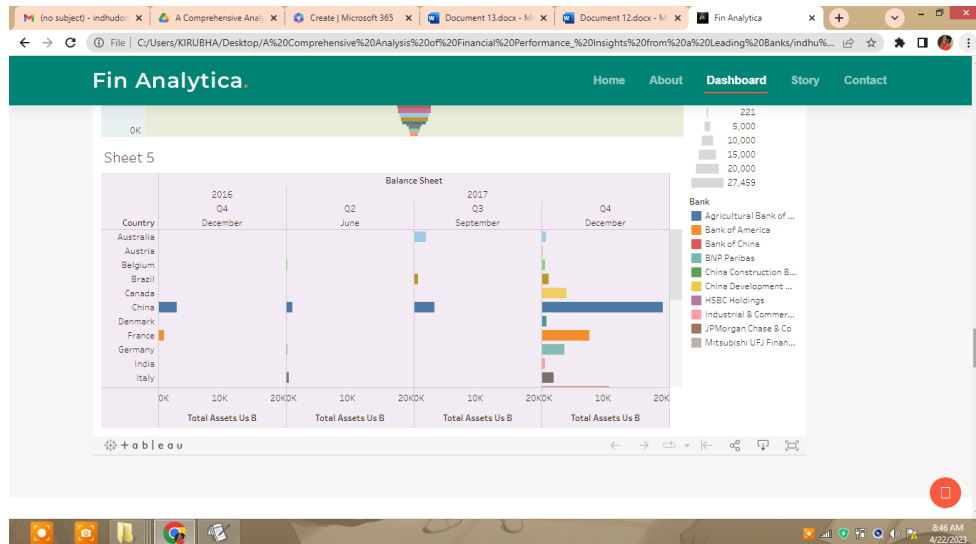 (no subject) - indhudor
A Comprehensive Analy
Create | Microsoft 365
Document 13.docx - Mi
Document 12.docx - Mi
Fin Analytica
File | C:/Users/KIRUBHA/Desktop/A%20Comprehensive%20Analysis%20of%20Financial%20Performance_%20Insights%20from%20a%20Leading%20Banks/indhu%...
Fin Analytica.
Home About Dashboard Story Contact
221
0K
5,000
10,000
15,000
20,000
27,459
Sheet 5
Balance Sheet
2016 2017
Q4 Q2 Q3 Q4
Country December June September December
Australia
Austria
Belgium
Brazil
Canada
China
Denmark
France
Germany
India
Italy
0K 10K 20K 0K 10K 20K 0K 10K 20K 0K 10K 20K
Total Assets Us B Total Assets Us B Total Assets Us B Total Assets Us B
Bank
Agricultural Bank of ...
Bank of America
Bank of China
BNP Paribas
China Construction B...
China Development ...
HSBC Holdings
Industrial & Commer...
JPMorgan Chase & Co
Mitsubishi UFJ Finan...
+ableau
8:46 AM
4/22/2023